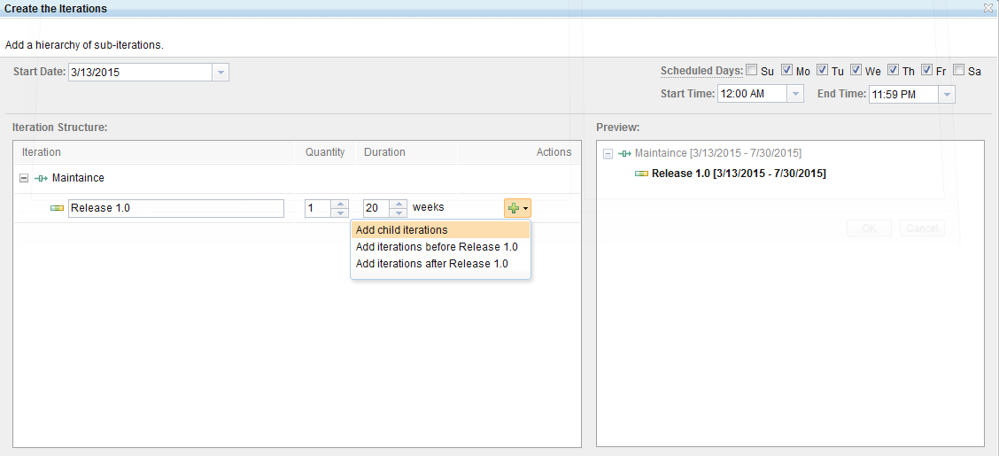 Create the Iterations
Add a hierarchy of sub-iterations.
Start Date: 3/13/2015
Scheduled Days: Su Mo Tu We Th Fr Sa
Start Time: 12:00 AM End Time: 11:59 PM
Iteration Structure:
Iteration Quantity Duration Actions
Maintaince
Release 1.0 1 20 weeks
Add child iterations
Add iterations before Release 1.0
Add iterations after Release 1.0
Preview:
Maintaince [3/13/2015 - 7/30/2015]
Release 1.0 [3/13/2015 - 7/30/2015]
OK Cancel